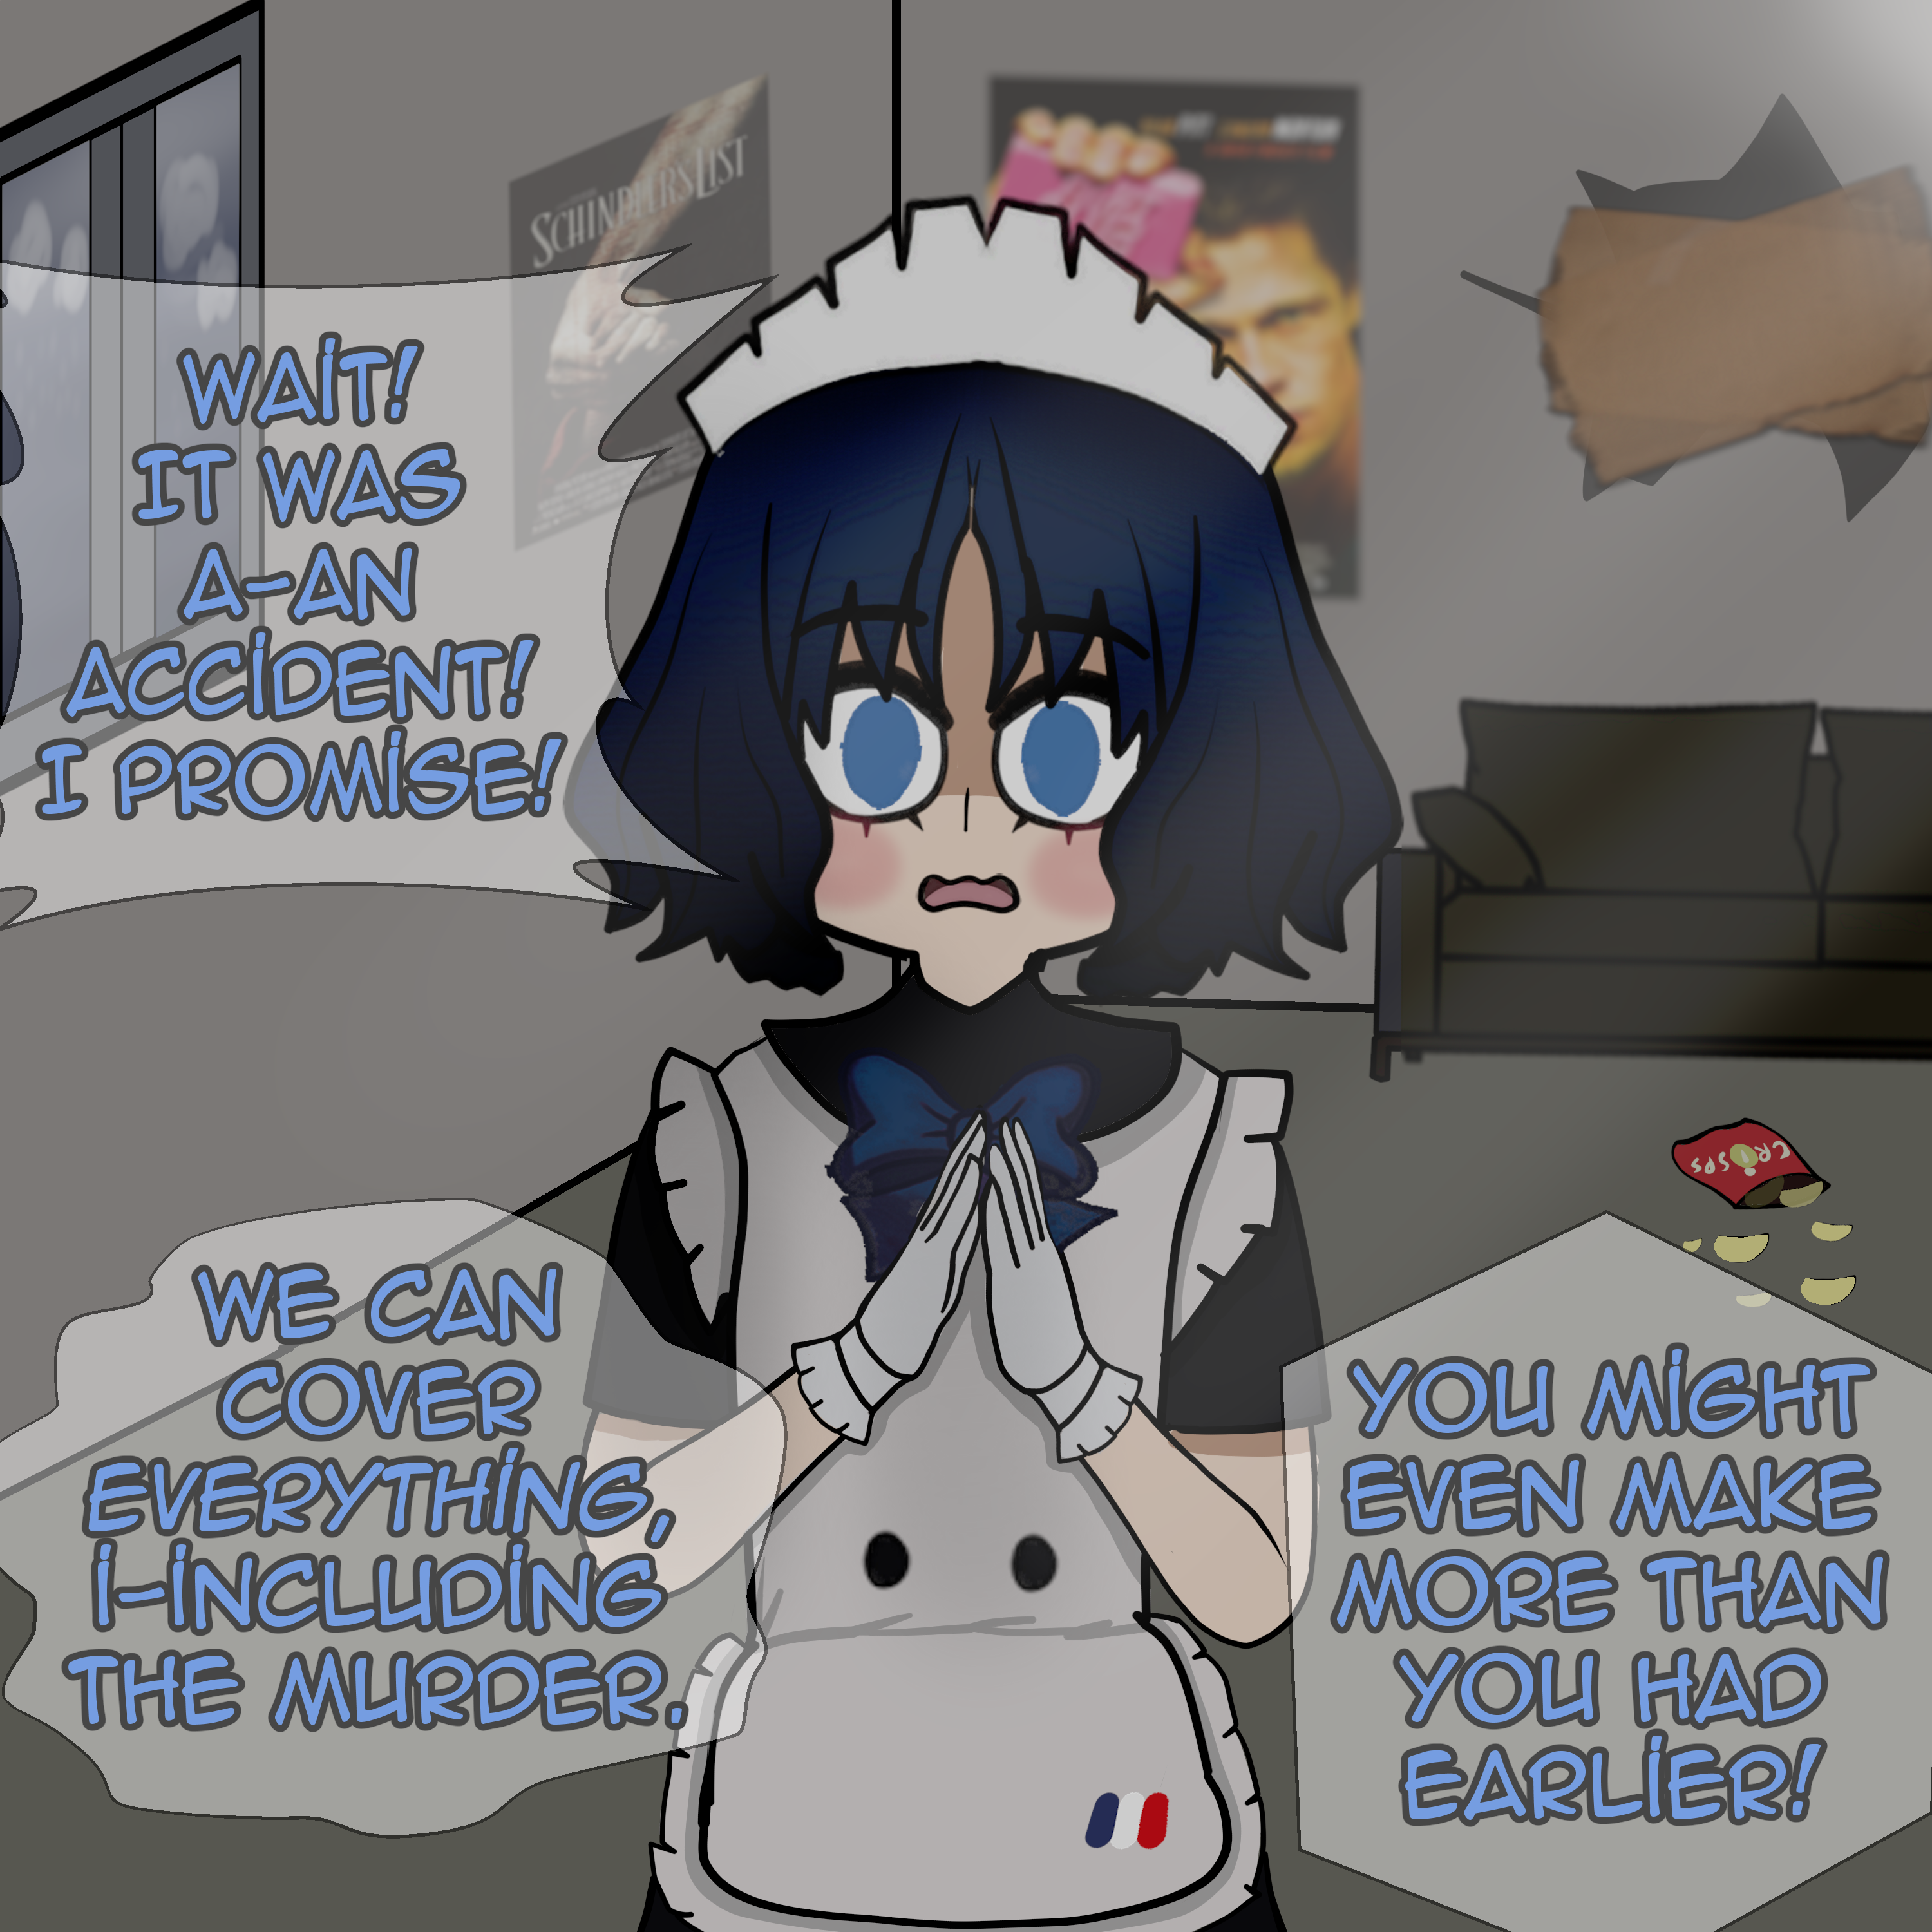 SCHINDLER'S LIST
WAIT!
IT WAS
A-AN
ACCIDENT!
I PROMISE!
CRISPS
WE CAN
COVER
EVERYTHING,
I-INCLUDING
THE MURDER.
YOU MIGHT
EVEN MAKE
MORE THAN
YOU HAD
EARLIER!